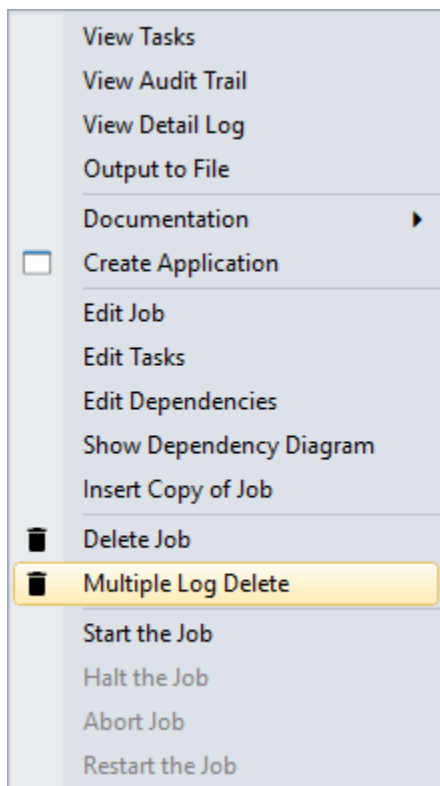 View Tasks
View Audit Trail
View Detail Log
Output to File
Documentation
Create Application
Edit Job
Edit Tasks
Edit Dependencies
Show Dependency Diagram
Insert Copy of Job
Delete Job
Multiple Log Delete
Start the Job
Halt the Job
Abort Job
Restart the Job